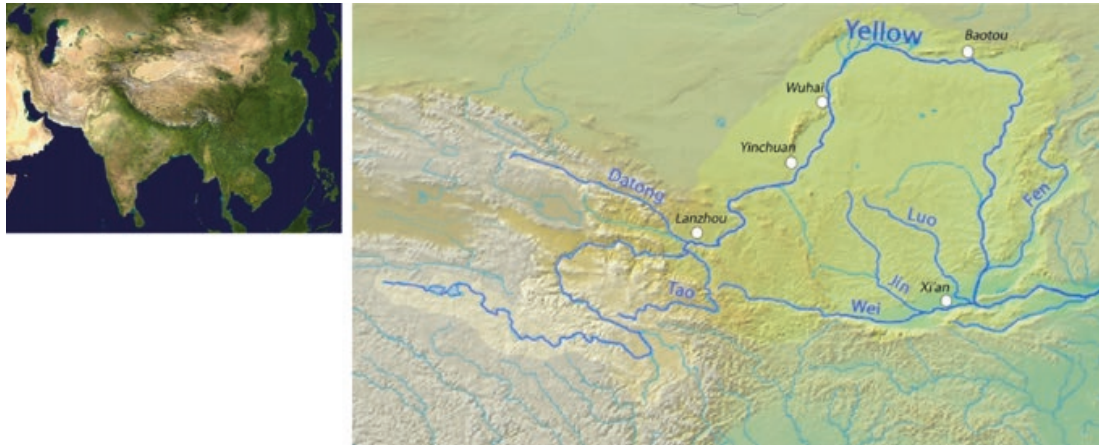 Yellow
Baotou
Wuhai
Yinchuan
Datong
Lanzhou
Luo
Fen
Tao
Jin
Xi'an
Wei